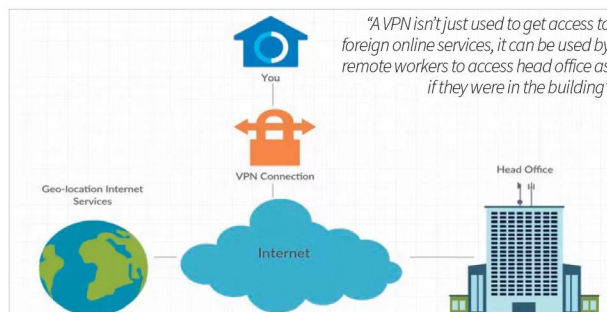 “A VPN isn’t just used to get access to
foreign online services, it can be used by
remote workers to access head office as
if they were in the building”
You
VPN Connection
Head Office
Geo-location Internet
Services
Internet